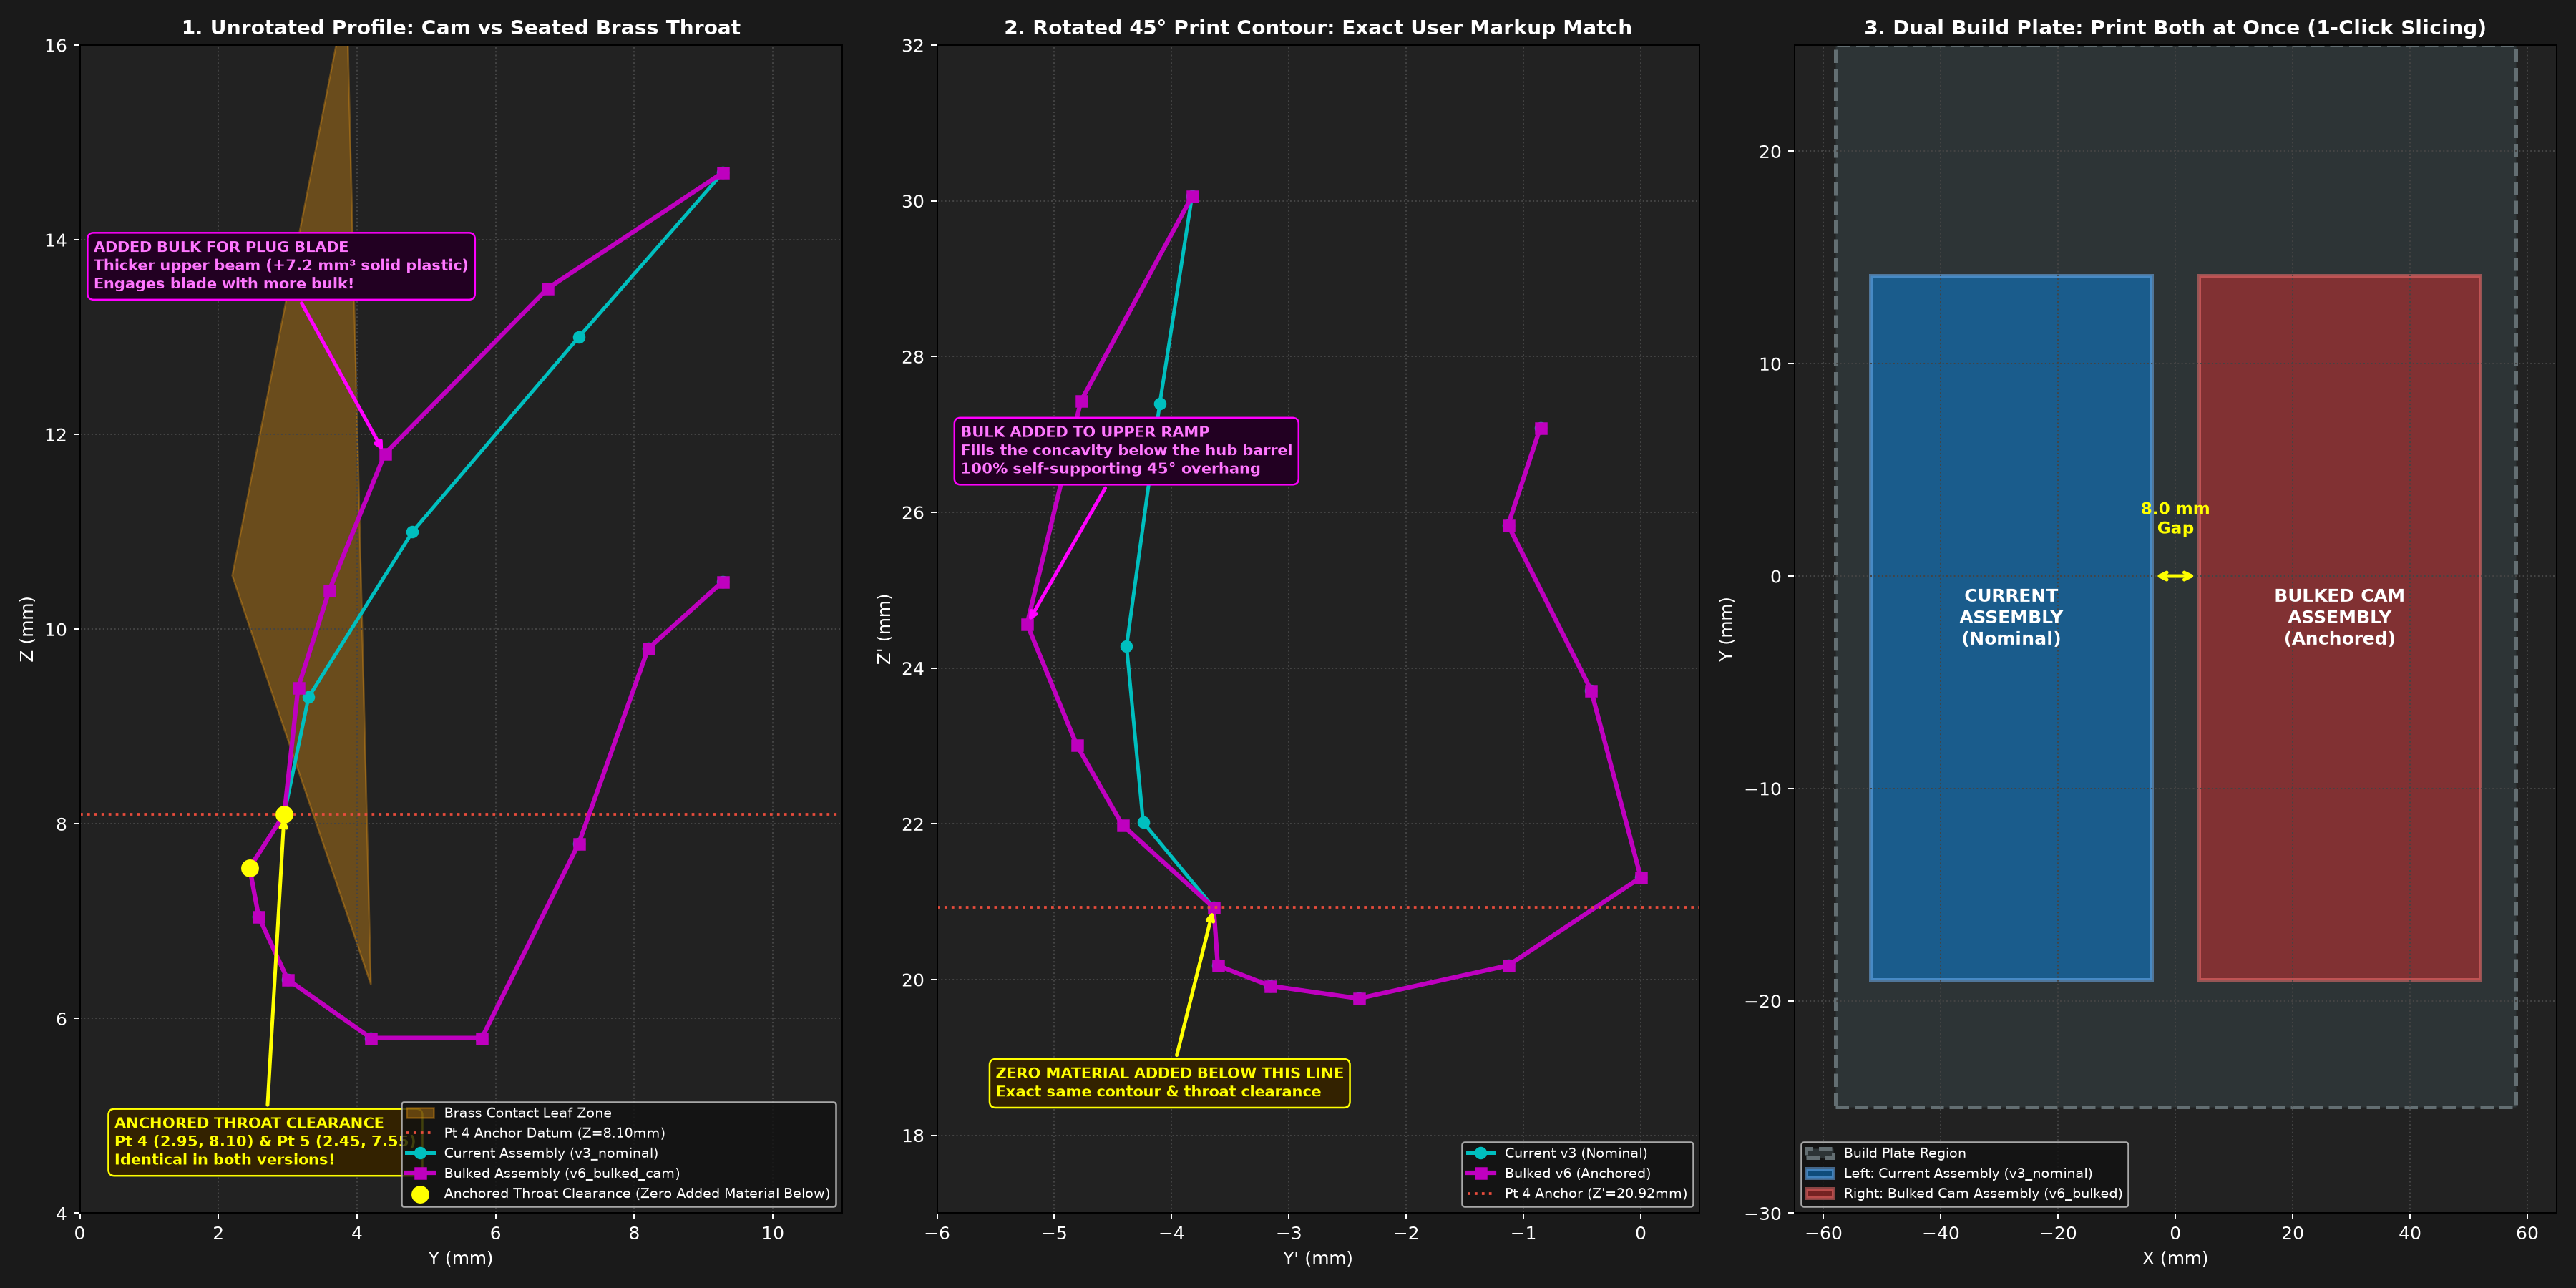 1. Unrotated Profile: Cam vs Seated Brass Throat
16
14
12
10
8
6
4
Z (mm)
0
2
4
6
8
10
Y (mm)
ADDED BULK FOR PLUG BLADE
Thicker upper beam (+7.2 mm³ solid plastic)
Engages blade with more bulk!
ANCHORED THROAT CLEARANCE
Pt 4 (2.95, 8.10) & Pt 5 (2.45, 7.55)
Identical in both versions!
Brass Contact Leaf Zone
Pt 4 Anchor Datum (Z=8.10mm)
Current Assembly (v3_nominal)
Bulked Assembly (v6_bulked_cam)
Anchored Throat Clearance (Zero Added Material Below)
2. Rotated 45° Print Contour: Exact User Markup Match
32
30
28
26
24
22
20
18
Z' (mm)
−6
−5
−4
−3
−2
−1
0
Y' (mm)
BULK ADDED TO UPPER RAMP
Fills the concavity below the hub barrel
100% self-supporting 45° overhang
ZERO MATERIAL ADDED BELOW THIS LINE
Exact same contour & throat clearance
Current v3 (Nominal)
Bulked v6 (Anchored)
Pt 4 Anchor (Z'=20.92mm)
3. Dual Build Plate: Print Both at Once (1-Click Slicing)
20
10
0
−10
−20
−30
Y (mm)
−60
−40
−20
0
20
40
60
X (mm)
8.0 mm
Gap
CURRENT
ASSEMBLY
(Nominal)
BULKED CAM
ASSEMBLY
(Anchored)
Build Plate Region
Left: Current Assembly (v3_nominal)
Right: Bulked Cam Assembly (v6_bulked)